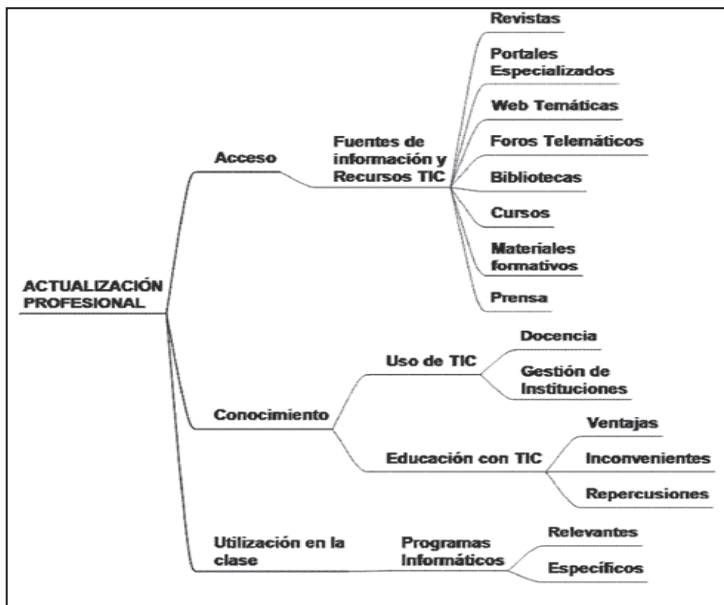 ACTUALIZACIÓN
PROFESIONAL
Acceso
Fuentes de
información y
Recursos TIC
Revistas
Portales
Especializados
Web Temáticas
Foros Telemáticos
Bibliotecas
Cursos
Materiales
formativos
Prensa
Conocimiento
Uso de TIC
Docencia
Gestión de
Instituciones
Educación con TIC
Ventajas
Inconvenientes
Repercusiones
Utilización en la
clase
Programas
Informáticos
Relevantes
Específicos